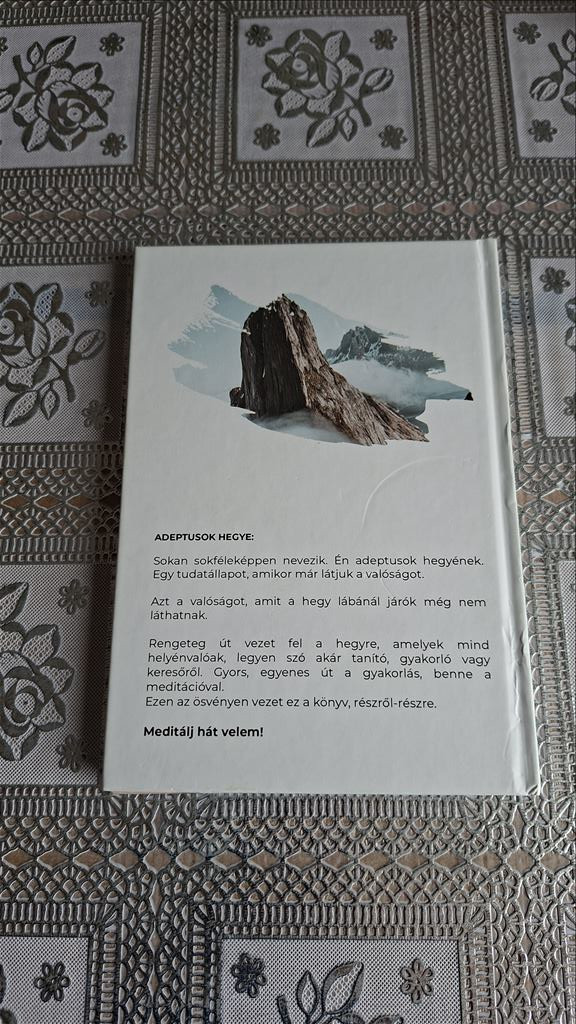 ADEPTUSOK HEGYE:
Sokan sokféleképpen nevezik. Én adeptusok hegyének.
Egy tudatállapot, amikor már látjuk a valóságot.
Azt a valóságot, amit a hegy lábánál járók még nem
láthatnak.
Rengeteg út vezet fel a hegyre, amelyek mind
helyénvalóak, legyen szó akár tanító, gyakorló vagy
keresőről. Gyors, egyenes út a gyakorlás, benne a
meditációval.
Ezen az ösvényen vezet ez a könyv, részről-részre.
Meditálj hát velem!